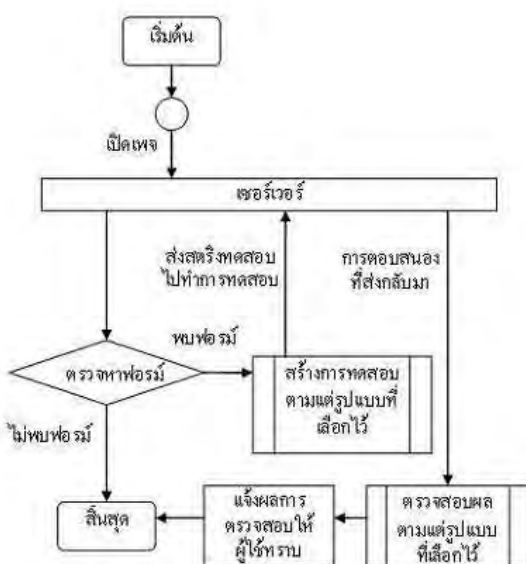 เริ่มต้น
เปิดเพจ
เซอร์เวอร์
ส่งสตริงทดสอบ
ไปทำการทดสอบ
การตอบสนอง
ที่ส่งกลับมา
พบฟอร์ม
ตรวจหาฟอร์ม
สร้างการทดสอบ
ตามแต่รูปแบบที่
เลือกไว้
ไม่พบฟอร์ม
สิ้นสุด
แจ้งผลการ
ตรวจสอบให้
ผู้ใช้ทราบ
ตรวจสอบผล
ตามแต่รูปแบบ
ที่เลือกไว้